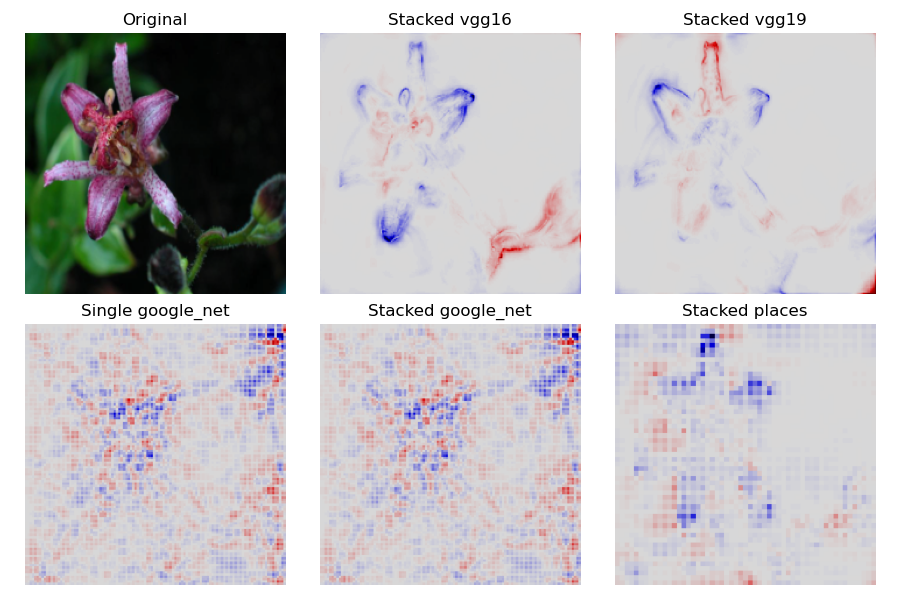 Original
Stacked vgg16
Stacked vgg19
Single google_net
Stacked google_net
Stacked places